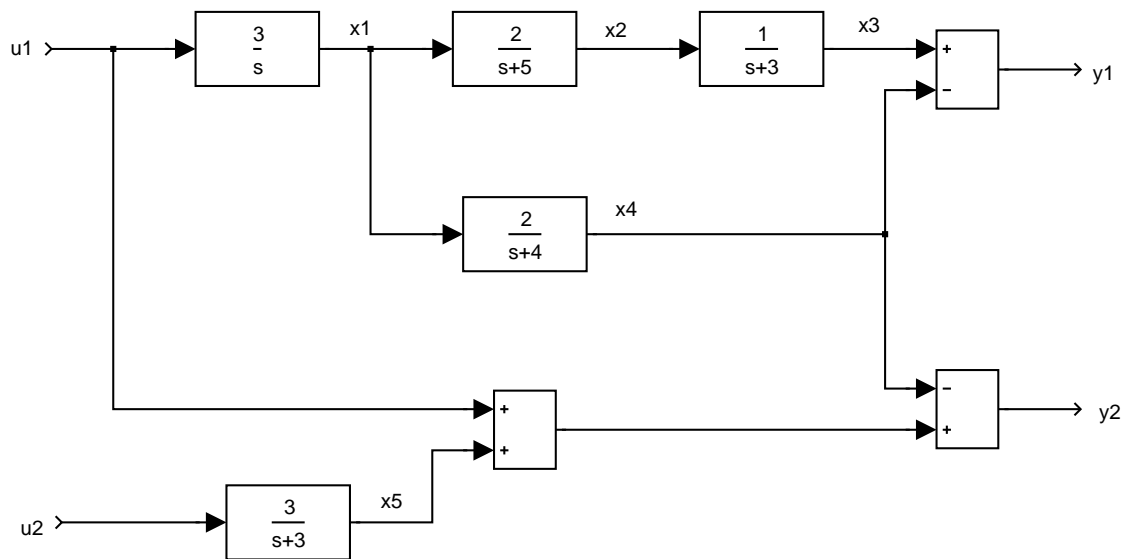 u1
3
s
x1
2
s+5
x2
1
s+3
x3
+
−
y1
2
s+4
x4
+
+
−
+
y2
u2
3
s+3
x5